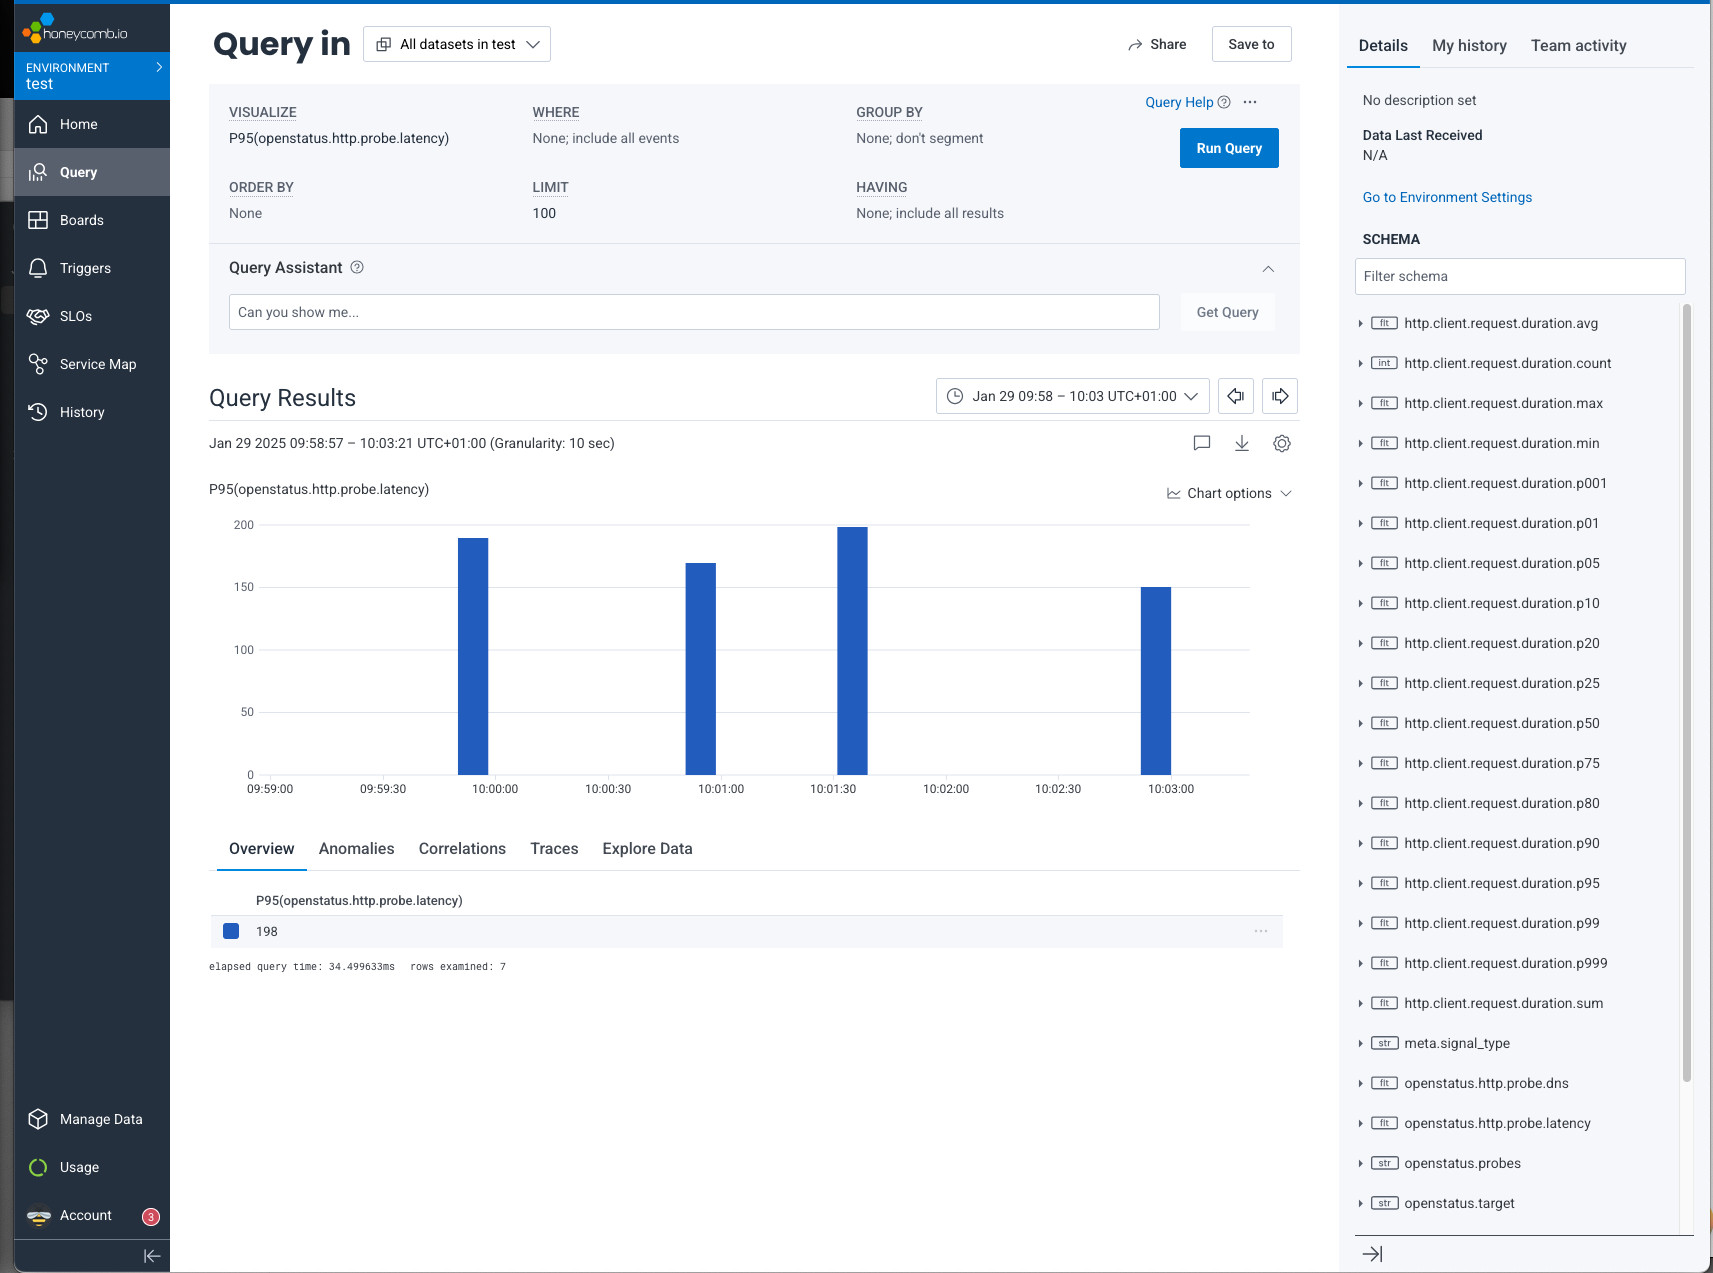 honeycomb.io
ENVIRONMENT
test
Home
Query
Boards
Triggers
SLOs
Service Map
History
Manage Data
Usage
Account 3
Query in All datasets in test
Share Save to
VISUALIZE WHERE GROUP BY Query Help
P95(openstatus.http.probe.latency) None; include all events None; don't segment
Run Query
ORDER BY LIMIT HAVING
None 100 None; include all results
Query Assistant
Can you show me... Get Query
Query Results Jan 29 09:58 – 10:03 UTC+01:00
Jan 29 2025 09:58:57 – 10:03:21 UTC+01:00 (Granularity: 10 sec)
P95(openstatus.http.probe.latency) Chart options
200
150
100
50
0
09:59:00 09:59:30 10:00:00 10:00:30 10:01:00 10:01:30 10:02:00 10:02:30 10:03:00
Overview Anomalies Correlations Traces Explore Data
P95(openstatus.http.probe.latency)
198
elapsed query time: 34.499633ms rows examined: 7
Details My history Team activity
No description set
Data Last Received
N/A
Go to Environment Settings
SCHEMA
Filter schema
flt http.client.request.duration.avg
int http.client.request.duration.count
flt http.client.request.duration.max
flt http.client.request.duration.min
flt http.client.request.duration.p001
flt http.client.request.duration.p01
flt http.client.request.duration.p05
flt http.client.request.duration.p10
flt http.client.request.duration.p20
flt http.client.request.duration.p25
flt http.client.request.duration.p50
flt http.client.request.duration.p75
flt http.client.request.duration.p80
flt http.client.request.duration.p90
flt http.client.request.duration.p95
flt http.client.request.duration.p99
flt http.client.request.duration.p999
flt http.client.request.duration.sum
str meta.signal_type
flt openstatus.http.probe.dns
flt openstatus.http.probe.latency
str openstatus.probes
str openstatus.target